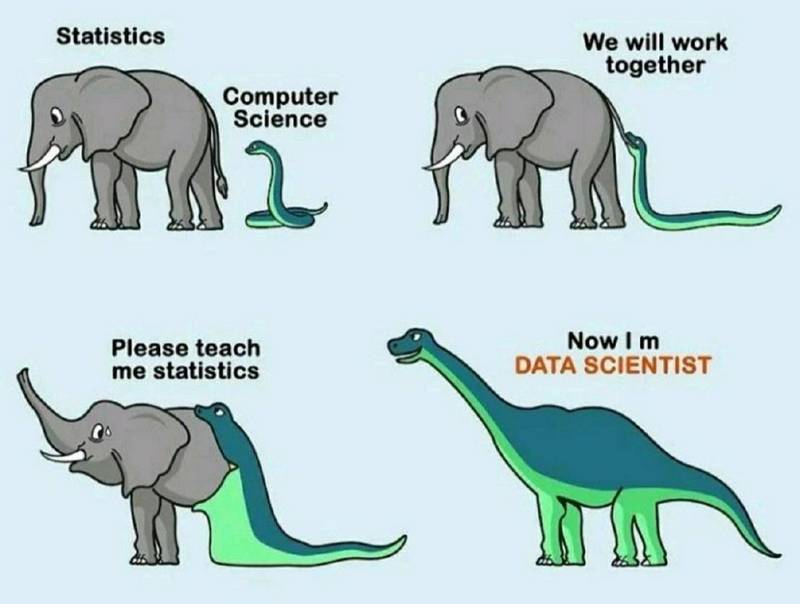 Statistics
Computer
Science
We will work
together
Please teach
me statistics
Now I m
DATA SCIENTIST